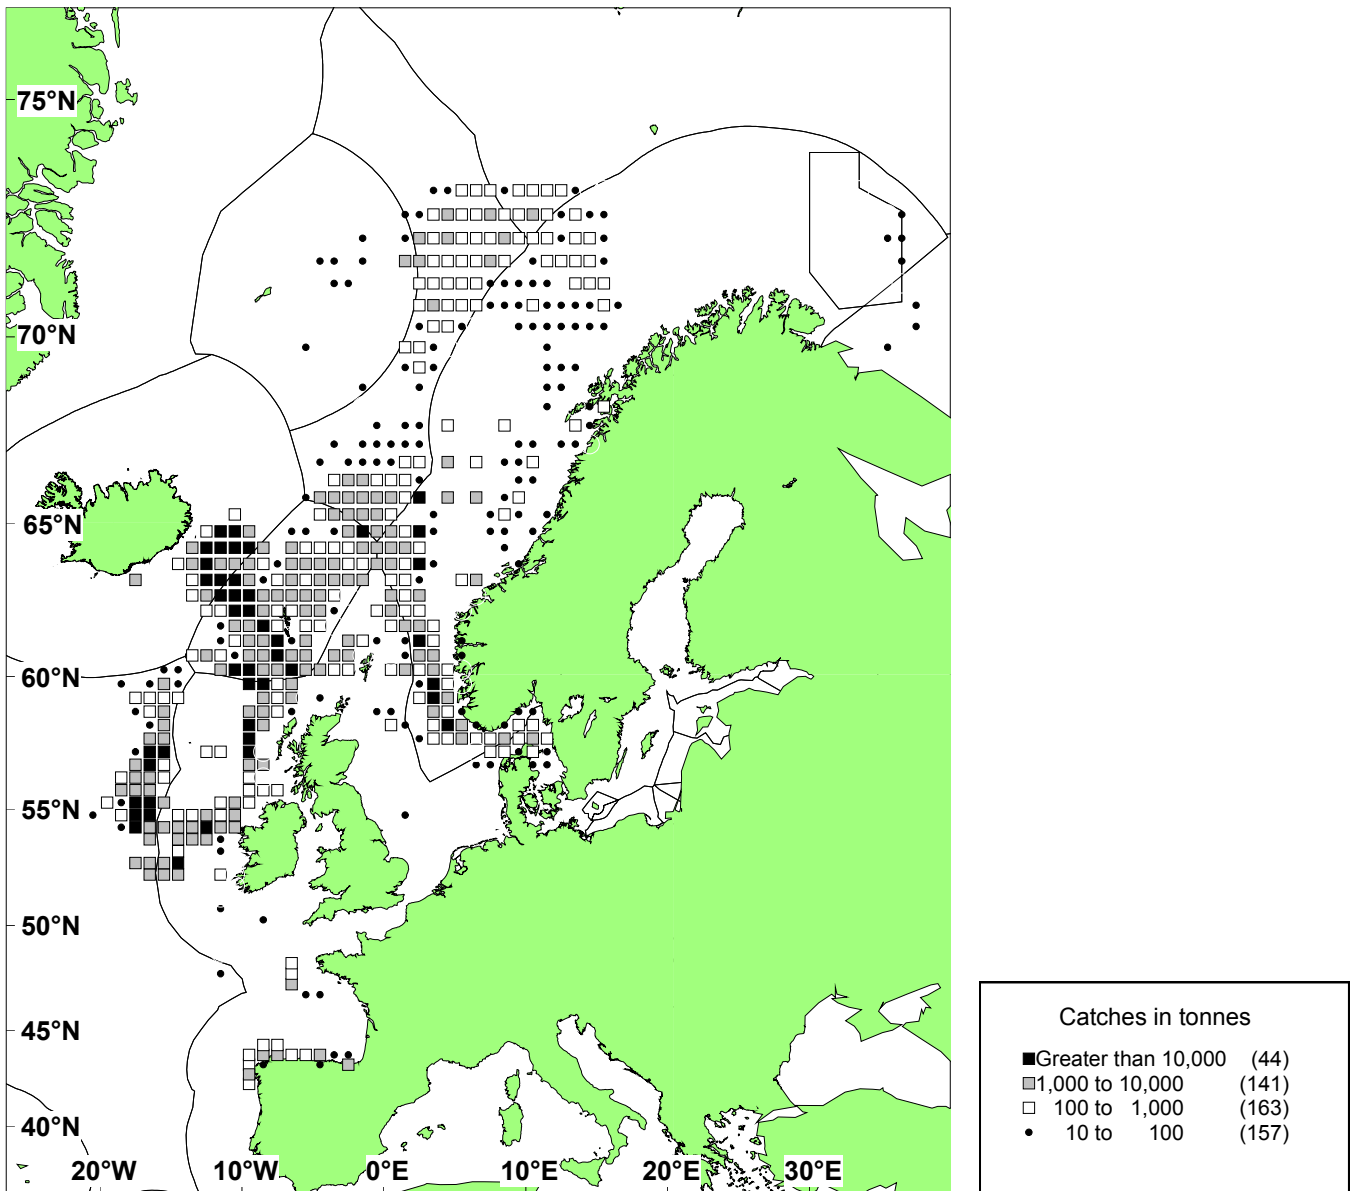 75°N
70°N
65°N
60°N
55°N
50°N
45°N
40°N
20°W 10°W 0°E 10°E 20°E 30°E
Catches in tonnes
Greater than 10,000 (44)
1,000 to 10,000 (141)
100 to 1,000 (163)
10 to 100 (157)